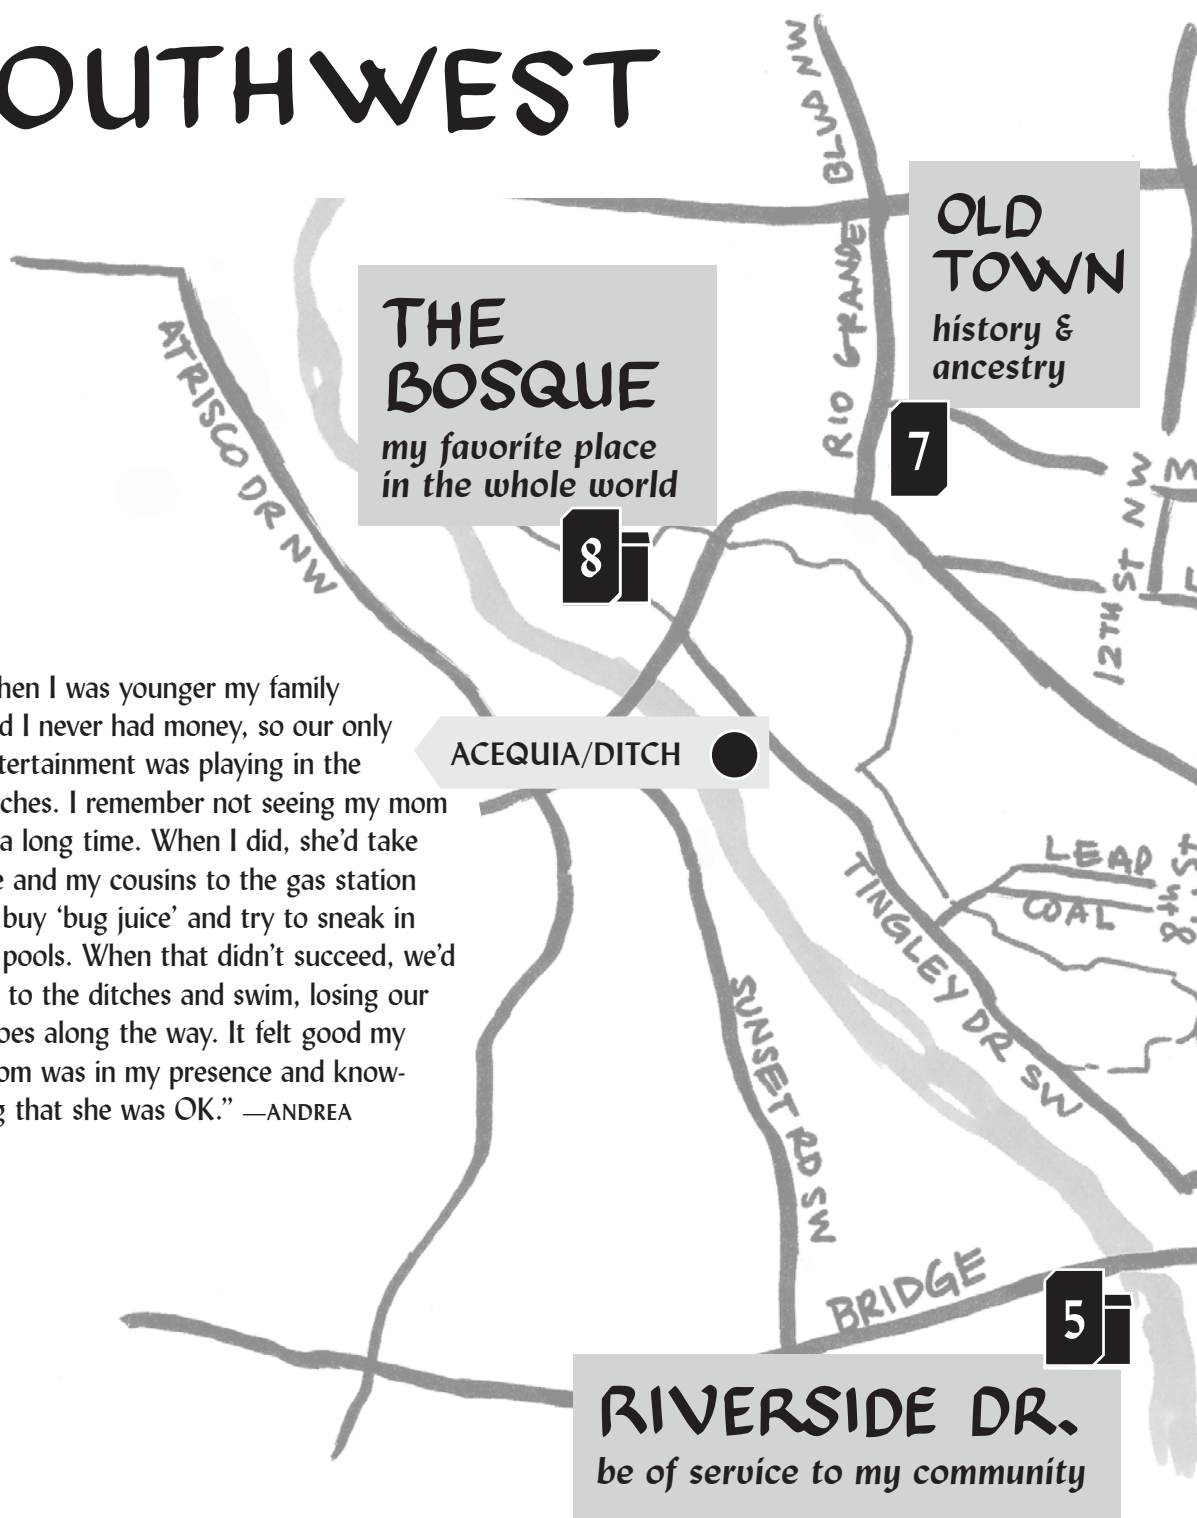 OUTHWEST
RIO GRANDE BLVD NW
OLD
TOWN
history &
ancestry
7
THE
BOSQUE
my favorite place
in the whole world
8
ATRISCO DR NW
12TH ST NW
hen I was younger my family
d I never had money, so our only
tertainment was playing in the
ches. I remember not seeing my mom
a long time. When I did, she’d take
e and my cousins to the gas station
buy ‘bug juice’ and try to sneak in
pools. When that didn’t succeed, we’d
to the ditches and swim, losing our
oes along the way. It felt good my
om was in my presence and know-
g that she was OK.” —ANDREA
ACEQUIA/DITCH
LEAD
COAL
8th St
TINGLEY DR SW
SUNSET RD SW
BRIDGE
5
RIVERSIDE DR.
be of service to my community